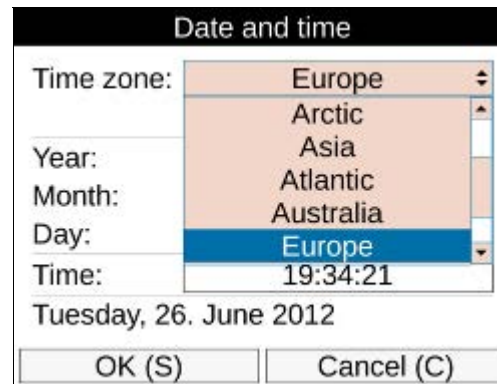 Date and time
Time zone: Europe
Arctic
Asia
Year:
Atlantic
Month:
Australia
Day:
Europe
Time: 19:34:21
Tuesday, 26. June 2012
OK (S) Cancel (C)